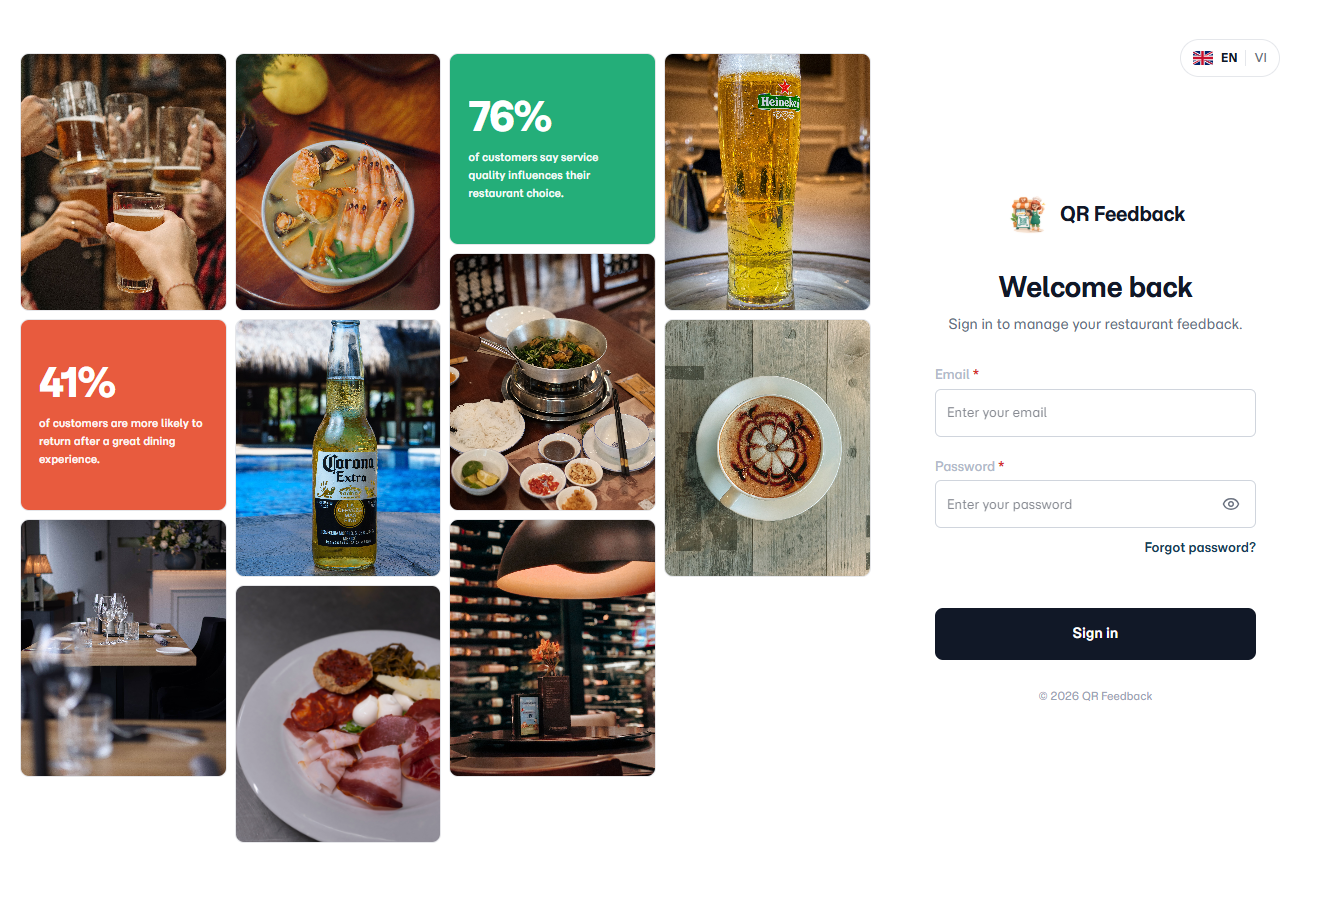 EN
VI
76%
of customers say service
quality influences their
restaurant choice.
Heineken
41%
of customers are more likely to
return after a great dining
experience.
Corona
Extra
QR Feedback
Welcome back
Sign in to manage your restaurant feedback.
Email *
Enter your email
Password *
Enter your password
Forgot password?
Sign in
© 2026 QR Feedback